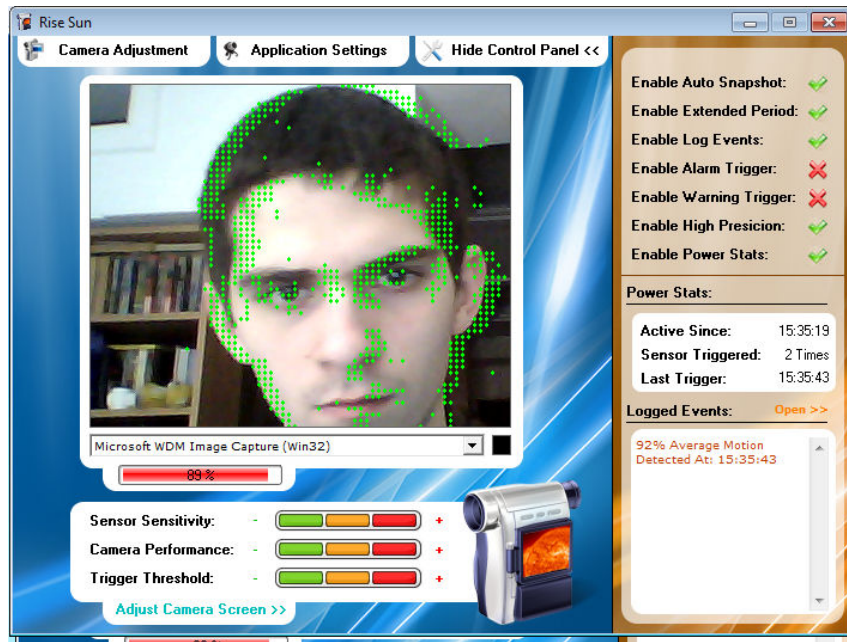 Rise Sun
Camera Adjustment
Application Settings
Hide Control Panel <<
Enable Auto Snapshot:
Enable Extended Period:
Enable Log Events:
Enable Alarm Trigger:
Enable Warning Trigger:
Enable High Presicion:
Enable Power Stats:
Power Stats:
Active Since: 15:35:19
Sensor Triggered: 2 Times
Last Trigger: 15:35:43
Logged Events: Open >>
92% Average Motion
Detected At: 15:35:43
Microsoft WDM Image Capture (Win32)
89 %
Sensor Sensitivity: - +
Camera Performance: - +
Trigger Threshold: - +
Adjust Camera Screen >>